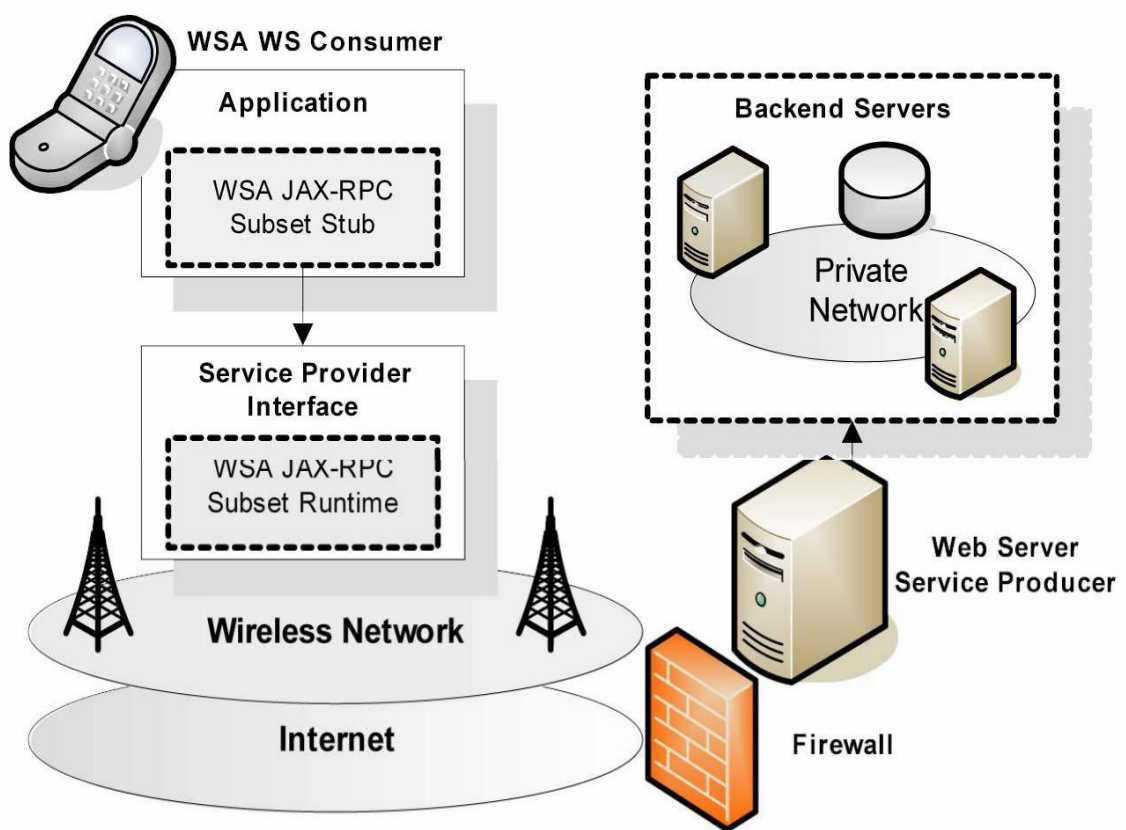 WSA WS Consumer
Application
WSA JAX-RPC
Subset Stub
Service Provider
Interface
WSA JAX-RPC
Subset Runtime
Wireless Network
Internet
Backend Servers
Private
Network
Web Server
Service Producer
Firewall